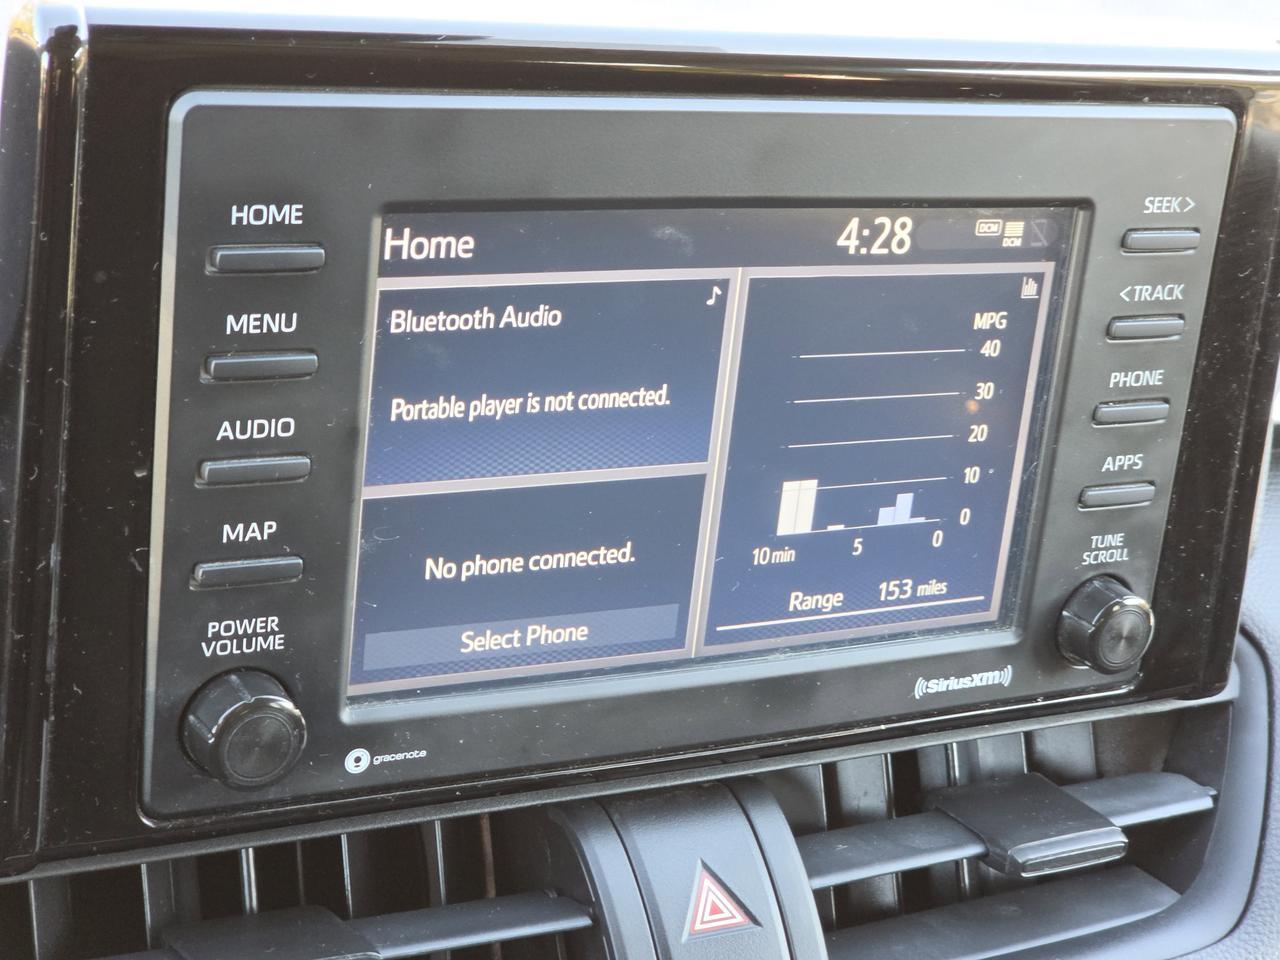 HOME
MENU
AUDIO
MAP
POWER
VOLUME
Home
4:28
DCM
DCM
Bluetooth Audio
Portable player is not connected.
No phone connected.
Select Phone
MPG
40
30
20
10
0
10 min 5 0
Range 153 miles
SEEK>
<TRACK
PHONE
APPS
TUNE
SCROLL
gracenote
((SiriusXM))